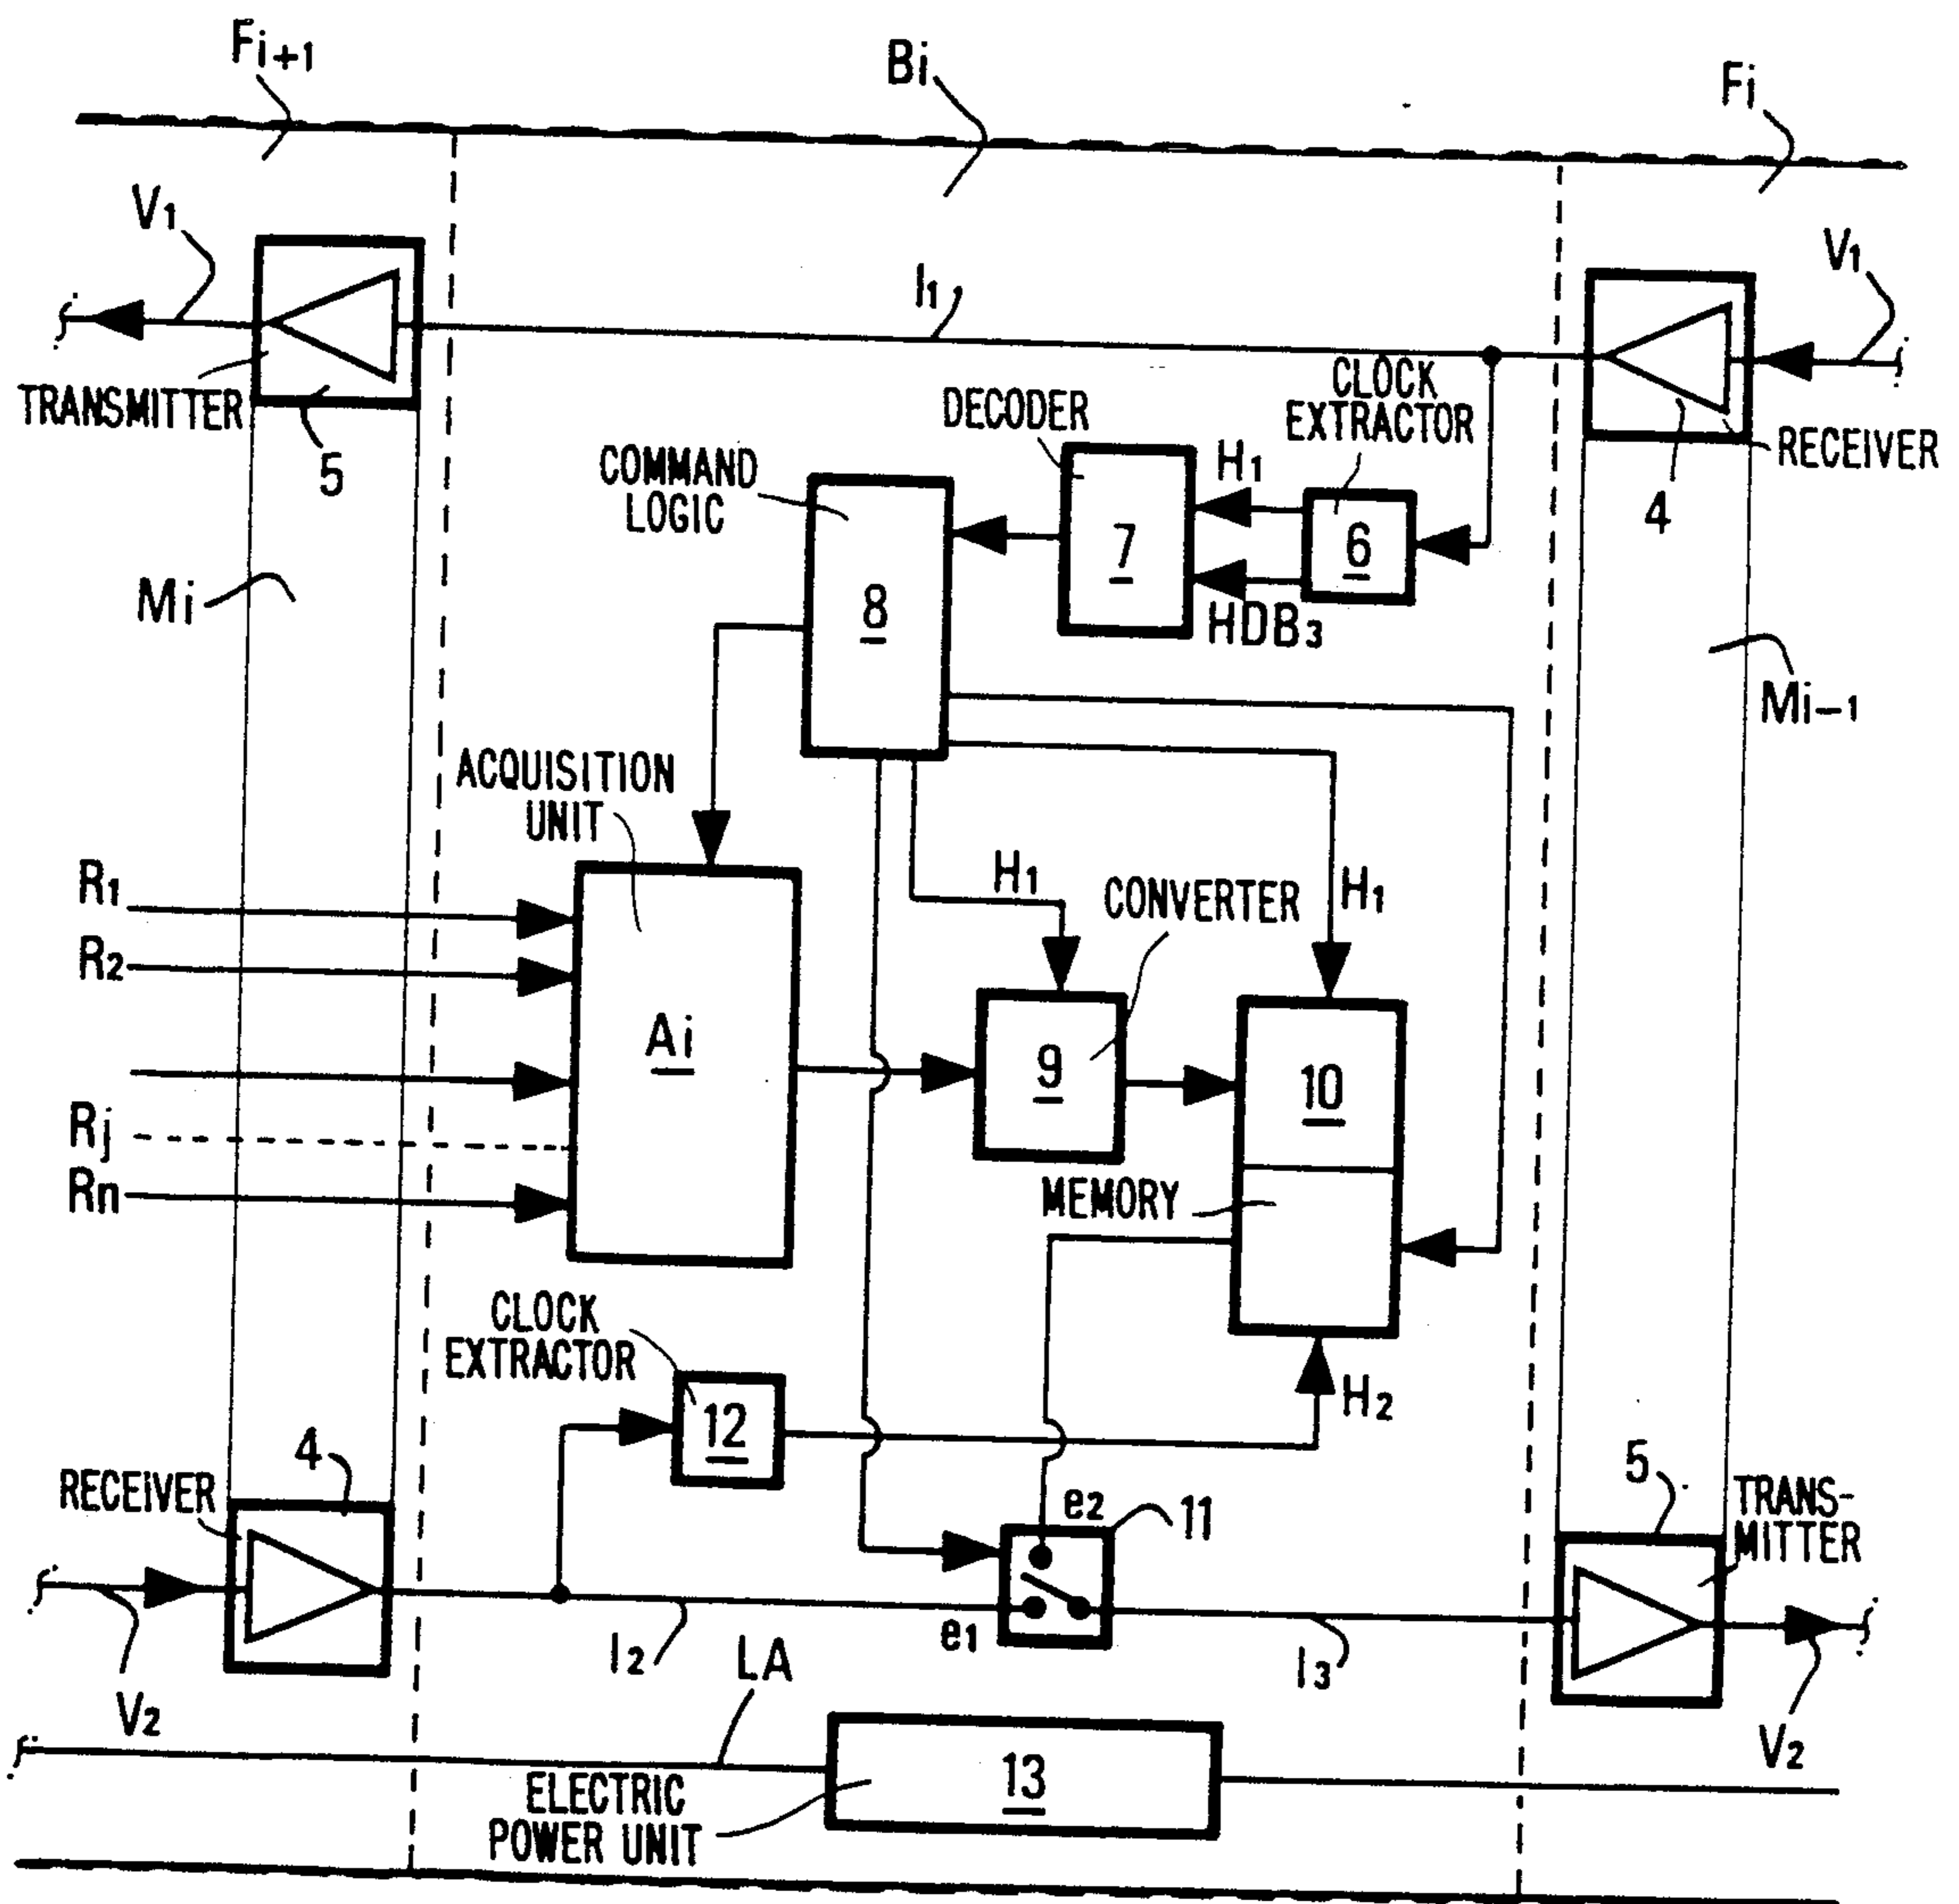 Fi+1
Bi
Fi
V1
V1
l1
TRANSMITTER
5
CLOCK
EXTRACTOR
DECODER
COMMAND
LOGIC
RECEIVER
4
H1
6
7
8
HDB3
Mi
Mi-1
ACQUISITION
UNIT
R1
R2
Rj
Rn
Ai
H1
CONVERTER
H1
9
10
MEMORY
CLOCK
EXTRACTOR
12
H2
4
RECEIVER
e2
11
5
TRANS-
MITTER
e1
l2
l3
LA
V2
V2
13
ELECTRIC
POWER UNIT